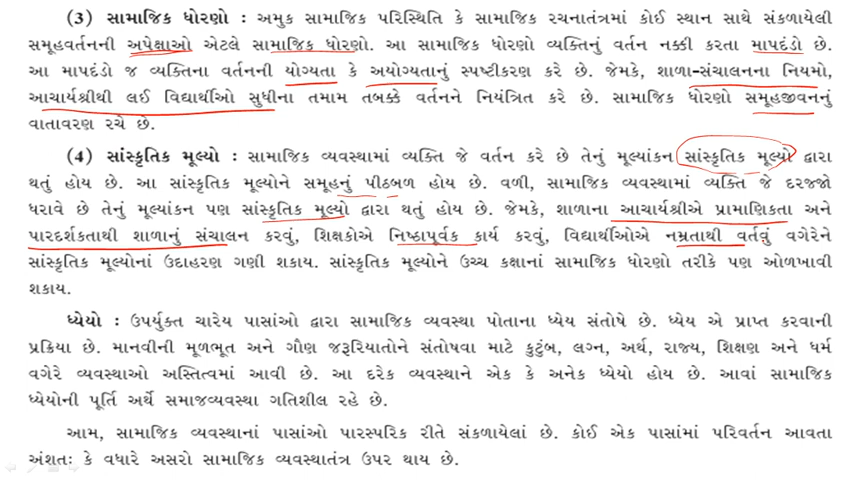 (3) સામાજિક ધોરણો : અમુક સામાજિક પરિસ્થિતિ કે સામાજિક રચનાતંત્રમાં કોઈ સ્થાન સાથે સંકળાયેલી
સમૂહવર્તનની અપેક્ષાઓ એટલે સામાજિક ધોરણો. આ સામાજિક ધોરણો વ્યક્તિનું વર્તન નક્કી કરતા માપદંડો છે.
આ માપદંડો જ વ્યક્તિના વર્તનની યોગ્યતા કે અયોગ્યતાનું સ્પષ્ટીકરણ કરે છે. જેમકે, શાળા-સંચાલનના નિયમો,
આચાર્યશ્રીથી લઈ વિદ્યાર્થીઓ સુધીના તમામ તબક્કે વર્તનને નિયંત્રિત કરે છે. સામાજિક ધોરણો સમૂહજીવનનું
વાતાવરણ રચે છે.
(4) સાંસ્કૃતિક મૂલ્યો : સામાજિક વ્યવસ્થામાં વ્યક્તિ જે વર્તન કરે છે તેનું મૂલ્યાંકન સાંસ્કૃતિક મૂલ્યો દ્વારા
થતું હોય છે. આ સાંસ્કૃતિક મૂલ્યોને સમૂહનું પીઠબળ હોય છે. વળી, સામાજિક વ્યવસ્થામાં વ્યક્તિ જે દરજ્જો
ધરાવે છે તેનું મૂલ્યાંકન પણ સાંસ્કૃતિક મૂલ્યો દ્વારા થતું હોય છે. જેમકે, શાળાના આચાર્યશ્રીએ પ્રામાણિકતા અને
પારદર્શકતાથી શાળાનું સંચાલન કરવું, શિક્ષકોએ નિષ્ઠાપૂર્વક કાર્ય કરવું, વિદ્યાર્થીઓએ નમ્રતાથી વર્તવું વગેરેને
સાંસ્કૃતિક મૂલ્યોનાં ઉદાહરણ ગણી શકાય. સાંસ્કૃતિક મૂલ્યોને ઉચ્ચ કક્ષાનાં સામાજિક ધોરણો તરીકે પણ ઓળખાવી
શકાય.
ધ્યેયો : ઉપર્યુક્ત ચારેય પાસાંઓ દ્વારા સામાજિક વ્યવસ્થા પોતાના ધ્યેય સંતોષે છે. ધ્યેય એ પ્રાપ્ત કરવાની
પ્રક્રિયા છે. માનવીની મૂળભૂત અને ગૌણ જરૂરિયાતોને સંતોષવા માટે કુટુંબ, લગ્ન, અર્થ, રાજ્ય, શિક્ષણ અને ધર્મ
વગેરે વ્યવસ્થાઓ અસ્તિત્વમાં આવી છે. આ દરેક વ્યવસ્થાને એક કે અનેક ધ્યેયો હોય છે. આવાં સામાજિક
ધ્યેયોની પૂર્તિ અર્થે સમાજવ્યવસ્થા ગતિશીલ રહે છે.
આમ, સામાજિક વ્યવસ્થાનાં પાસાંઓ પારસ્પરિક રીતે સંકળાયેલાં છે. કોઈ એક પાસાંમાં પરિવર્તન આવતા
અંશતઃ કે વધારે અસરો સામાજિક વ્યવસ્થાતંત્ર ઉપર થાય છે.